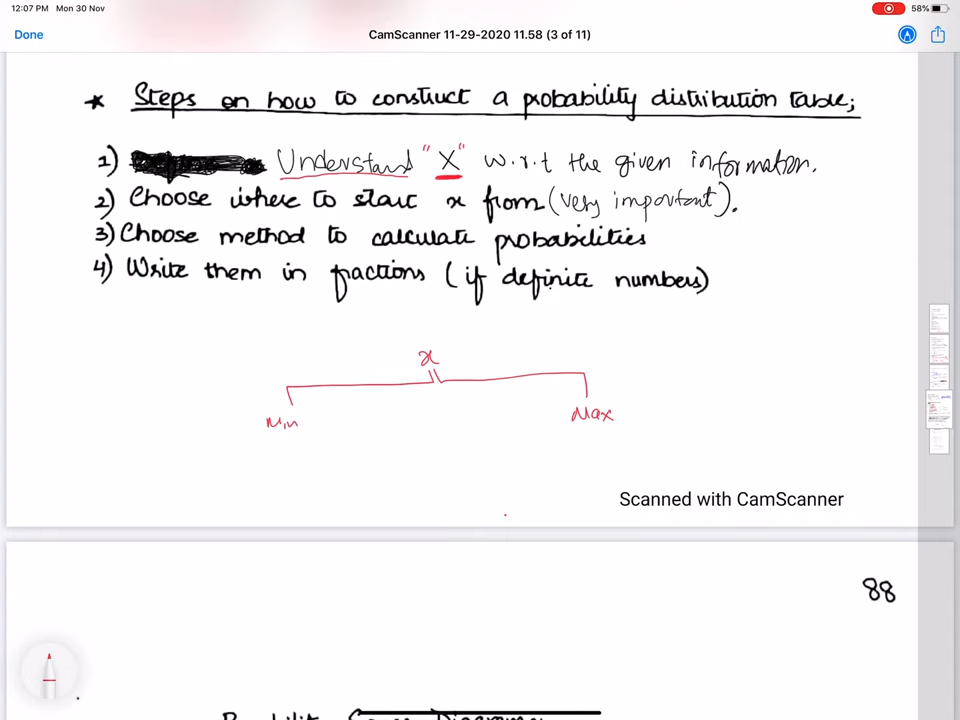 12:07 PM Mon 30 Nov 58%
Done CamScanner 11-29-2020 11.58 (3 of 11)
* Steps on how to construct a probability distribution table;
1) Understand "X" w.r.t the given information.
2) Choose where to start x from (very important).
3) Choose method to calculate probabilities
4) Write them in fractions (if definite numbers)
x
Min Max
Scanned with CamScanner
88